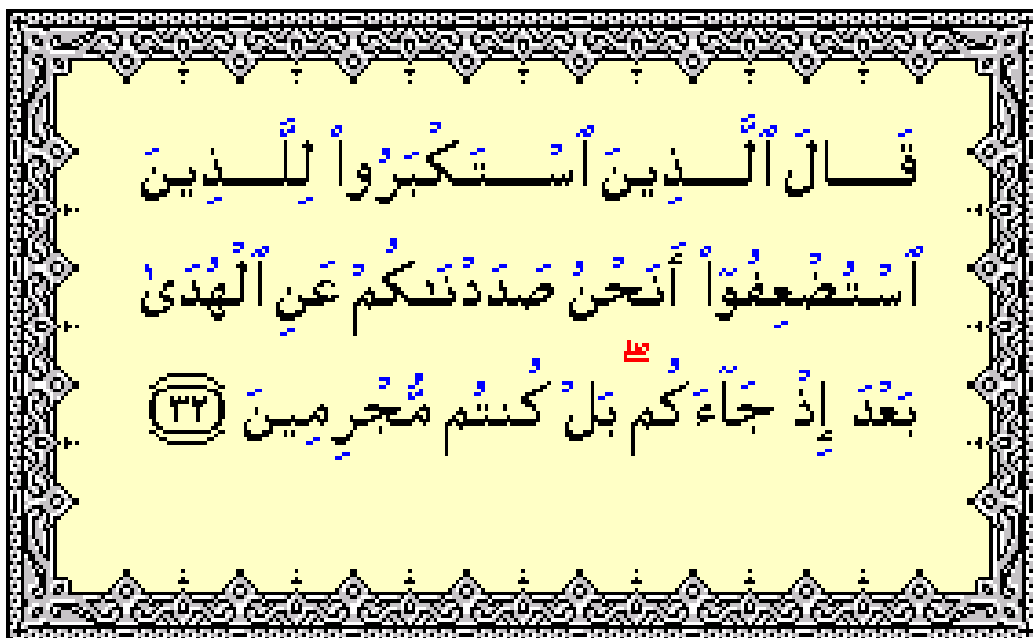 قَالَ ٱلَّذِينَ ٱسْتَكْبَرُوا۟ لِلَّذِينَ
ٱسْتُضْعِفُوٓا۟ أَنَحْنُ صَدَدْنَـٰكُمْ عَنِ ٱلْهُدَىٰ
بَعْدَ إِذْ جَآءَكُم ۖ بَلْ كُنتُم مُّجْرِمِينَ ٣٢